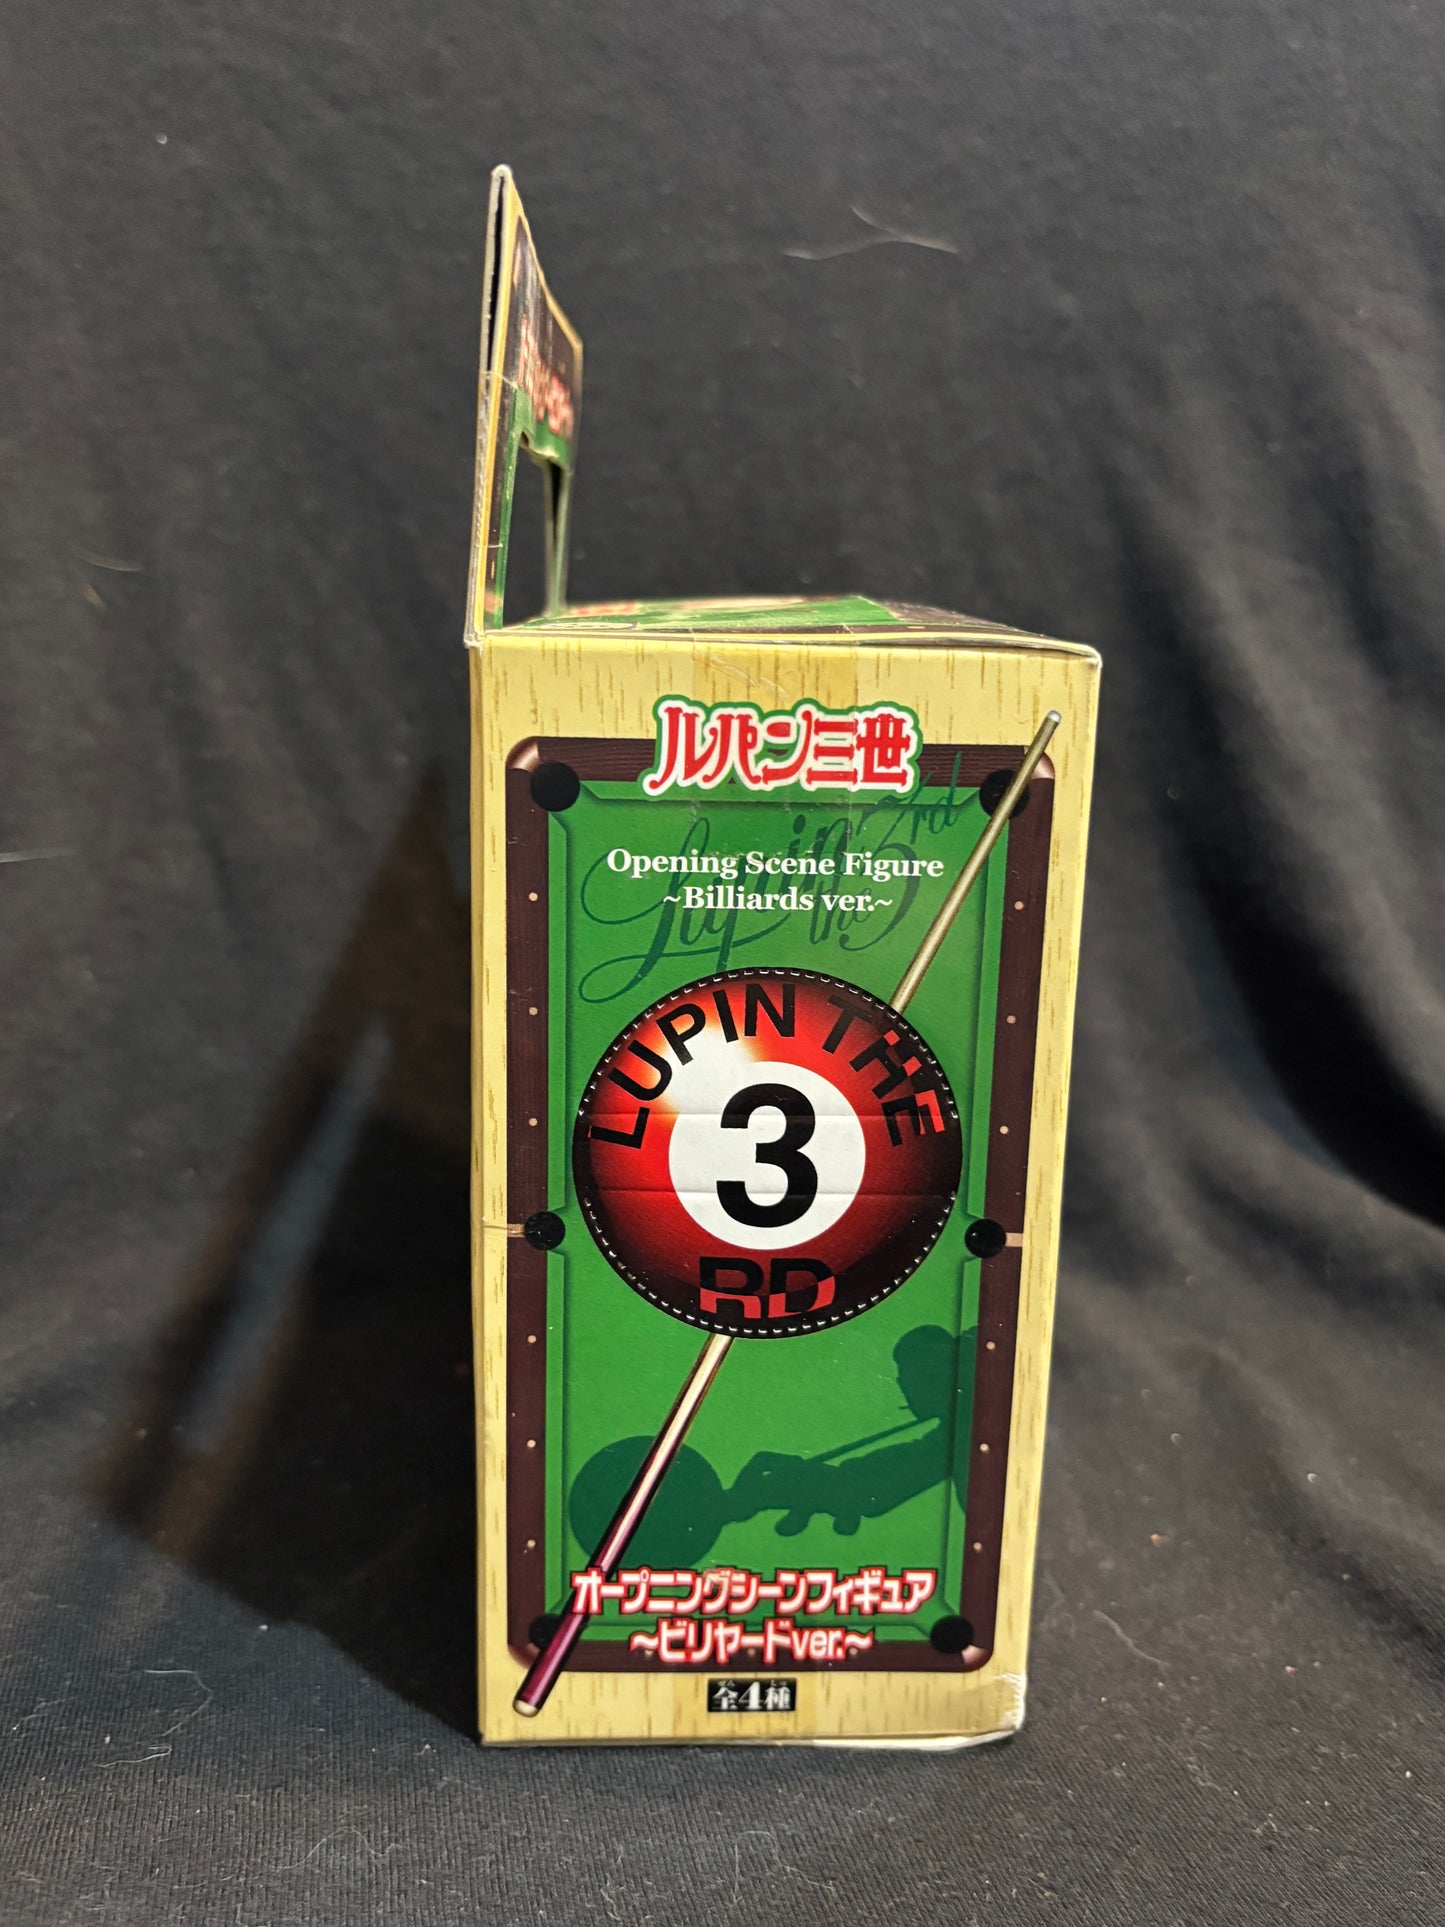 ルパン三世
Lupin the 3rd
Opening Scene Figure
~Billiards ver.~
LUPIN THE
3
RD
オープニングシーンフィギュア
~ビリヤードver.~
全4種